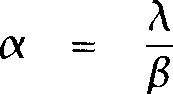 α = λ/β